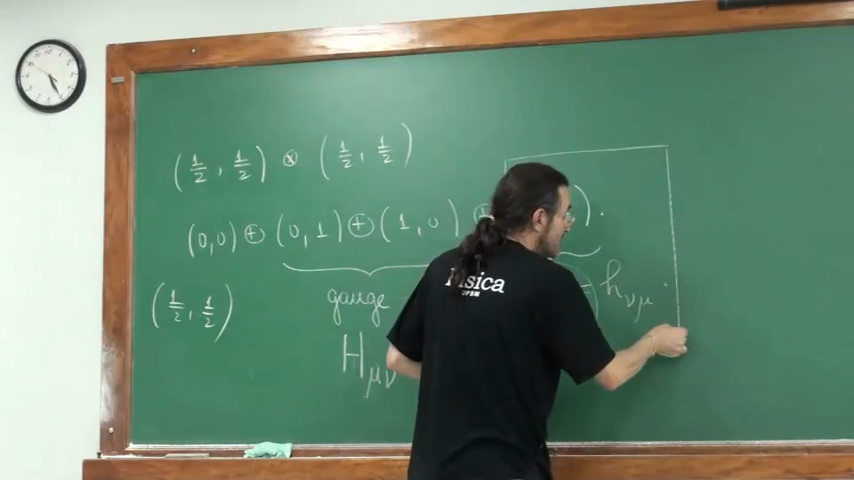 (1/2, 1/2) ⊗ (1/2, 1/2)
(0,0) ⊕ (0,1) ⊕ (1,0) ⊕ ).
(1/2, 1/2) gauge
h_νμ
H_μν
física
UFSM